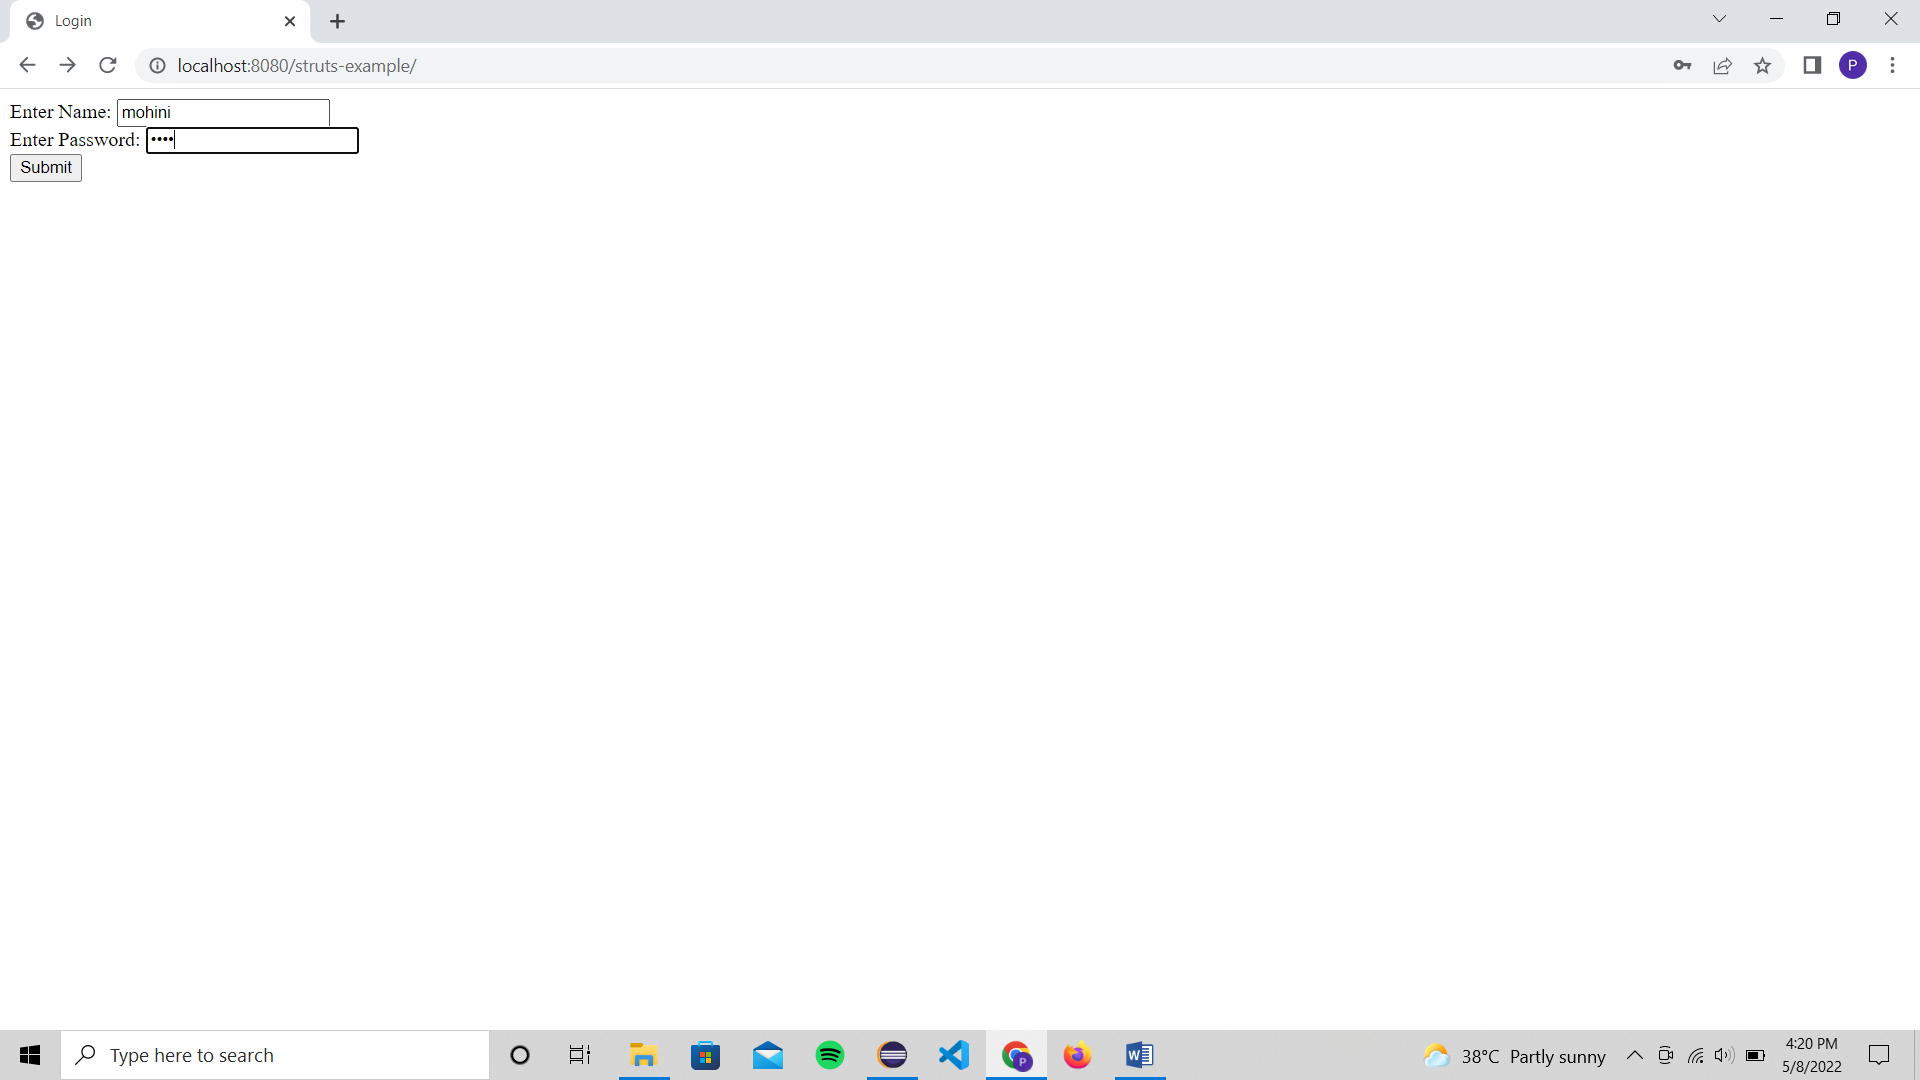 Login
localhost:8080/struts-example/
P
Enter Name: mohini
Enter Password: ••••
Submit
Type here to search
P
W
38°C Partly sunny
4:20 PM
5/8/2022